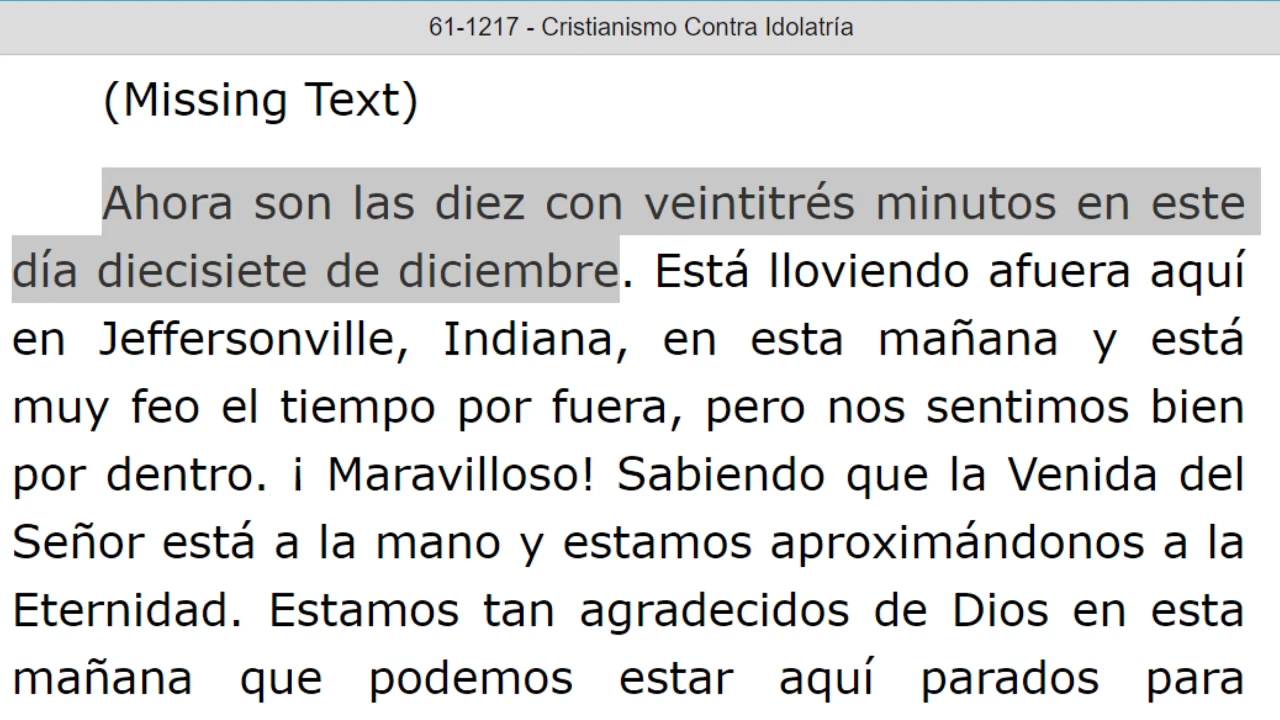 61-1217 - Cristianismo Contra Idolatría
(Missing Text)
Ahora son las diez con veintitrés minutos en este
día diecisiete de diciembre. Está lloviendo afuera aquí
en Jeffersonville, Indiana, en esta mañana y está
muy feo el tiempo por fuera, pero nos sentimos bien
por dentro. ¡ Maravilloso! Sabiendo que la Venida del
Señor está a la mano y estamos aproximándonos a la
Eternidad. Estamos tan agradecidos de Dios en esta
mañana que podemos estar aquí parados para